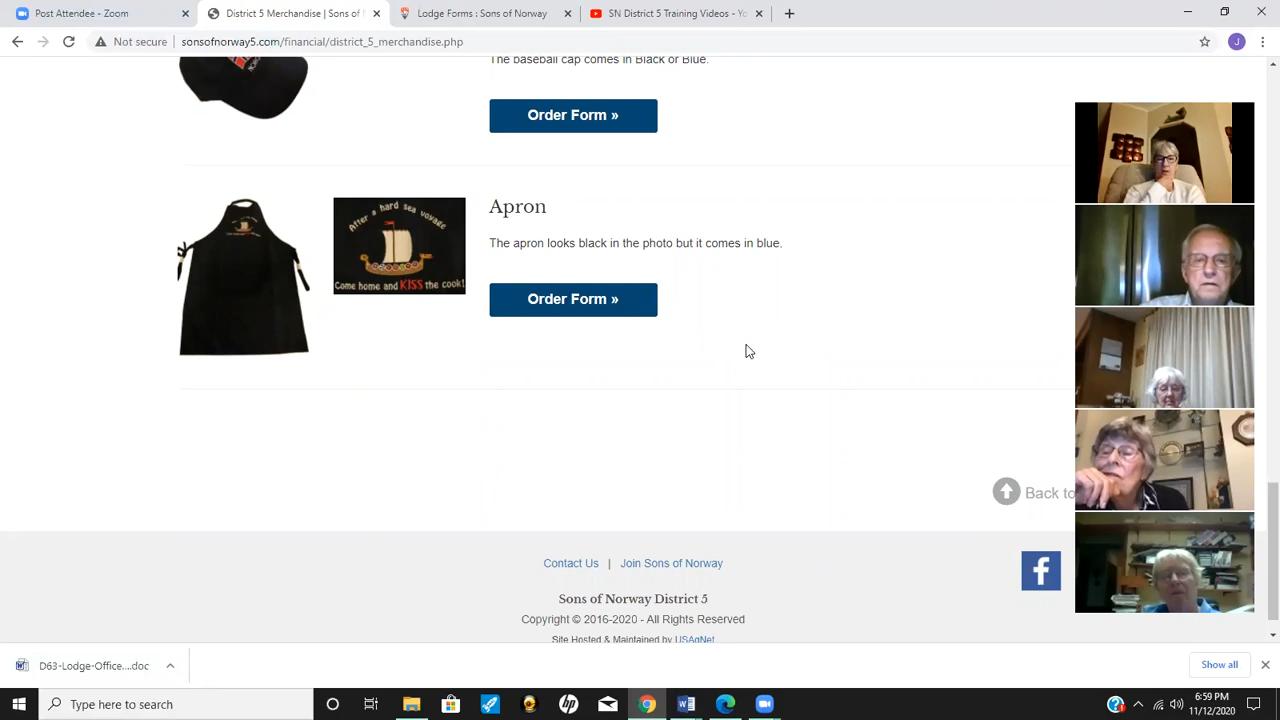 Post Attendee - Zoom
District 5 Merchandise | Sons of
Lodge Forms : Sons of Norway
SN District 5 Training Videos - Yo
Not secure | sonsofnorway5.com/financial/district_5_merchandise.php
J
The baseball cap comes in Black or Blue.
Order Form »
After a hard sea voyage
Come home and KISS the cook!
Apron
The apron looks black in the photo but it comes in blue.
Order Form »
Back to
Contact Us | Join Sons of Norway
Sons of Norway District 5
Copyright © 2016-2020 - All Rights Reserved
Site Hosted & Maintained by USAgNet
D63-Lodge-Office....doc
Show all
Type here to search
6:59 PM
11/12/2020